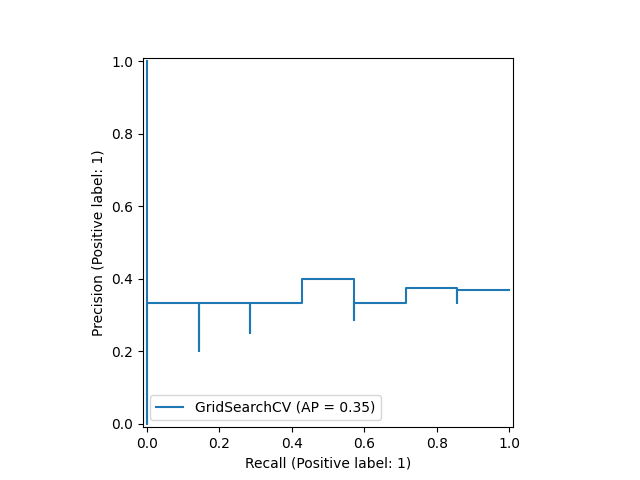 1.0
0.8
0.6
0.4
0.2
0.0
Precision (Positive label: 1)
GridSearchCV (AP = 0.35)
0.0 0.2 0.4 0.6 0.8 1.0
Recall (Positive label: 1)